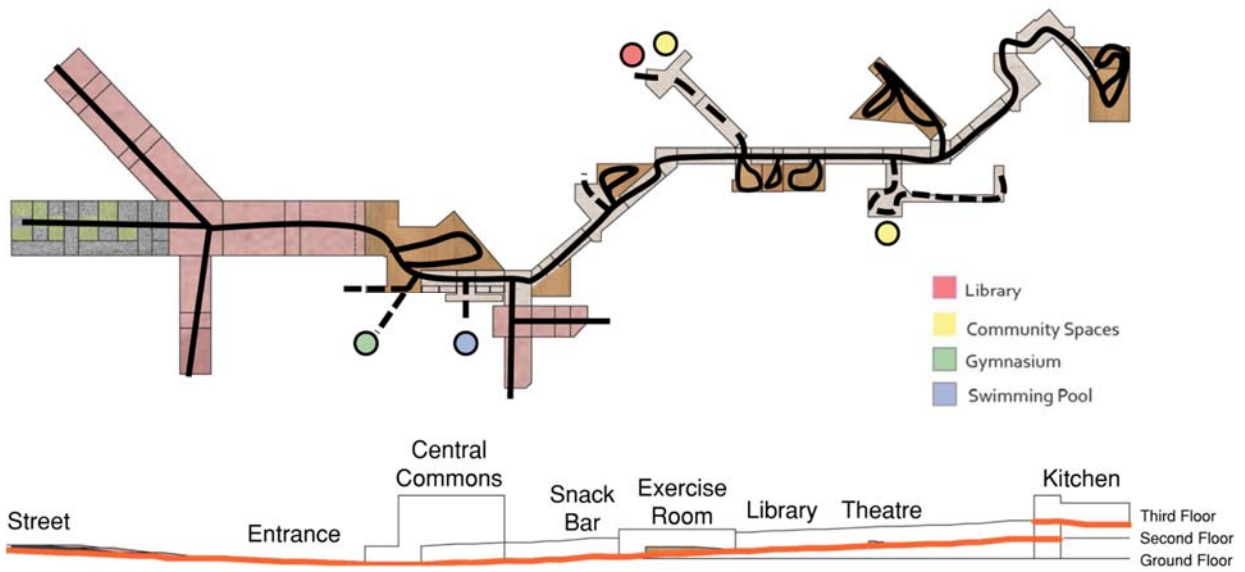 Library
Community Spaces
Gymnasium
Swimming Pool
Central
Commons
Kitchen
Snack
Bar
Exercise
Room
Library
Theatre
Street
Entrance
Third Floor
Second Floor
Ground Floor